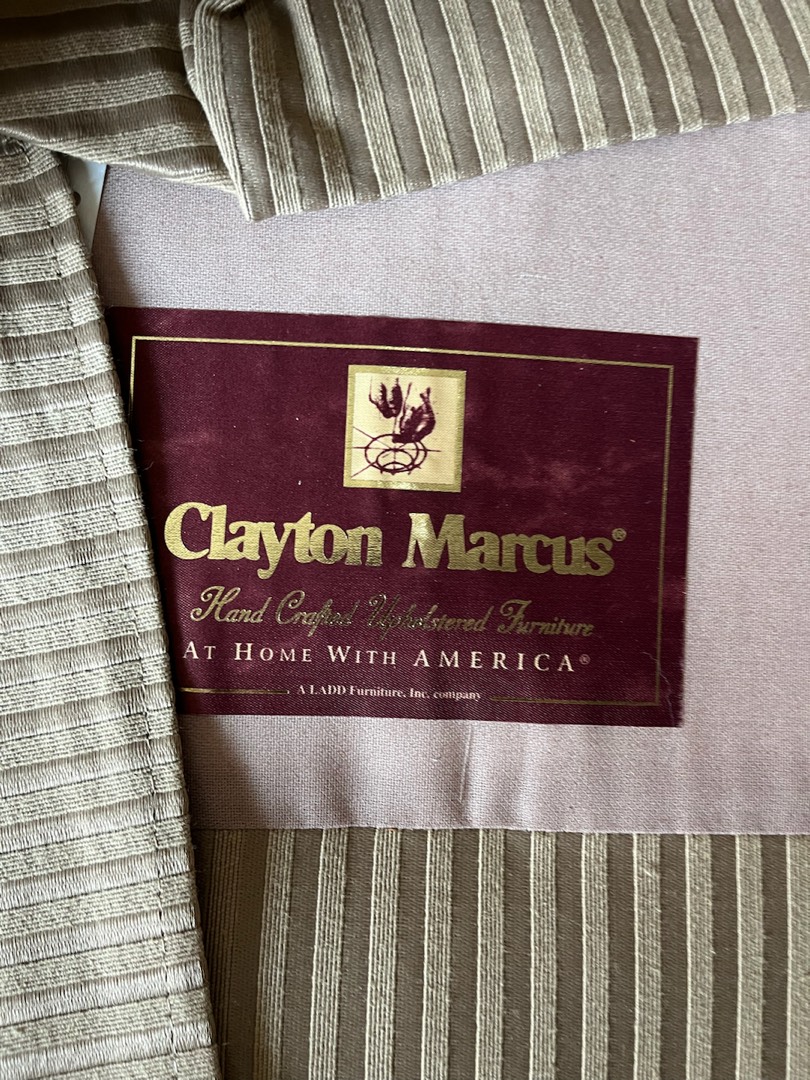 Clayton Marcus®
Hand Crafted Upholstered Furniture
AT HOME WITH AMERICA®
A LADD Furniture, Inc. company